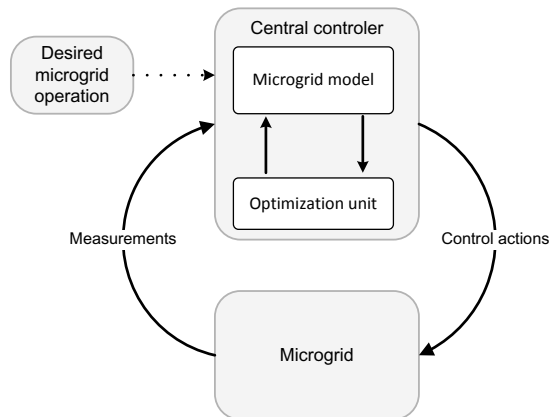 Central controler
Desired
microgrid
operation
Microgrid model
Optimization unit
Measurements
Control actions
Microgrid